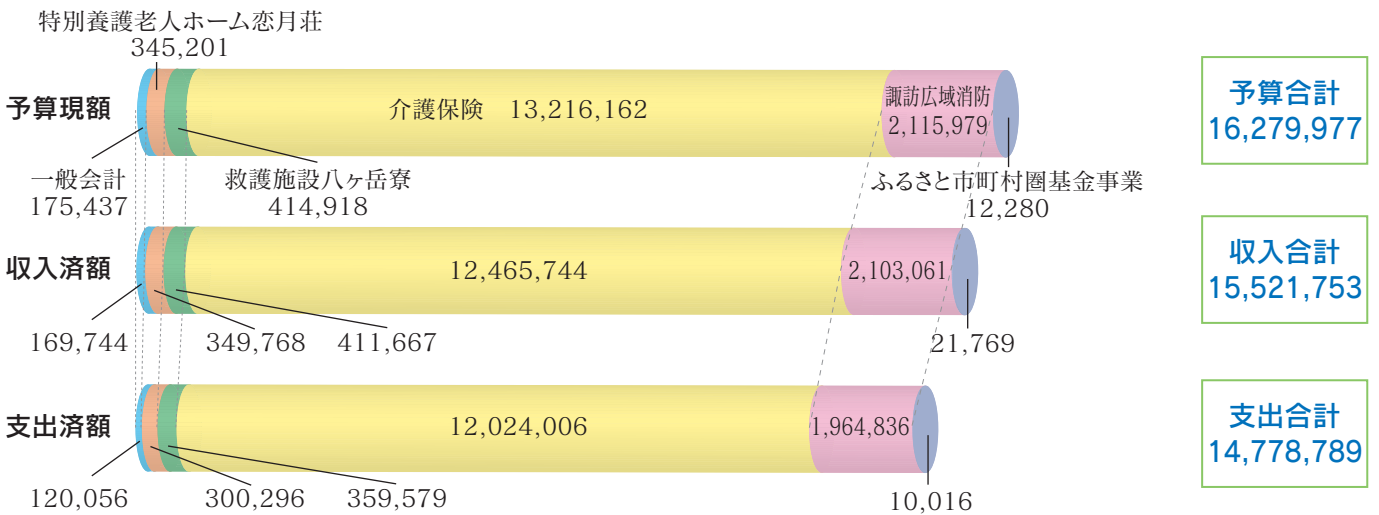 特別養護老人ホーム恋月荘
345,201
予算現額
介護保険 13,216,162
諏訪広域消防
2,115,979
予算合計
16,279,977
一般会計
175,437
救護施設八ヶ岳寮
414,918
ふるさと市町村圏基金事業
12,280
収入済額
12,465,744
2,103,061
収入合計
15,521,753
169,744
349,768
411,667
21,769
支出済額
12,024,006
1,964,836
支出合計
14,778,789
120,056
300,296
359,579
10,016